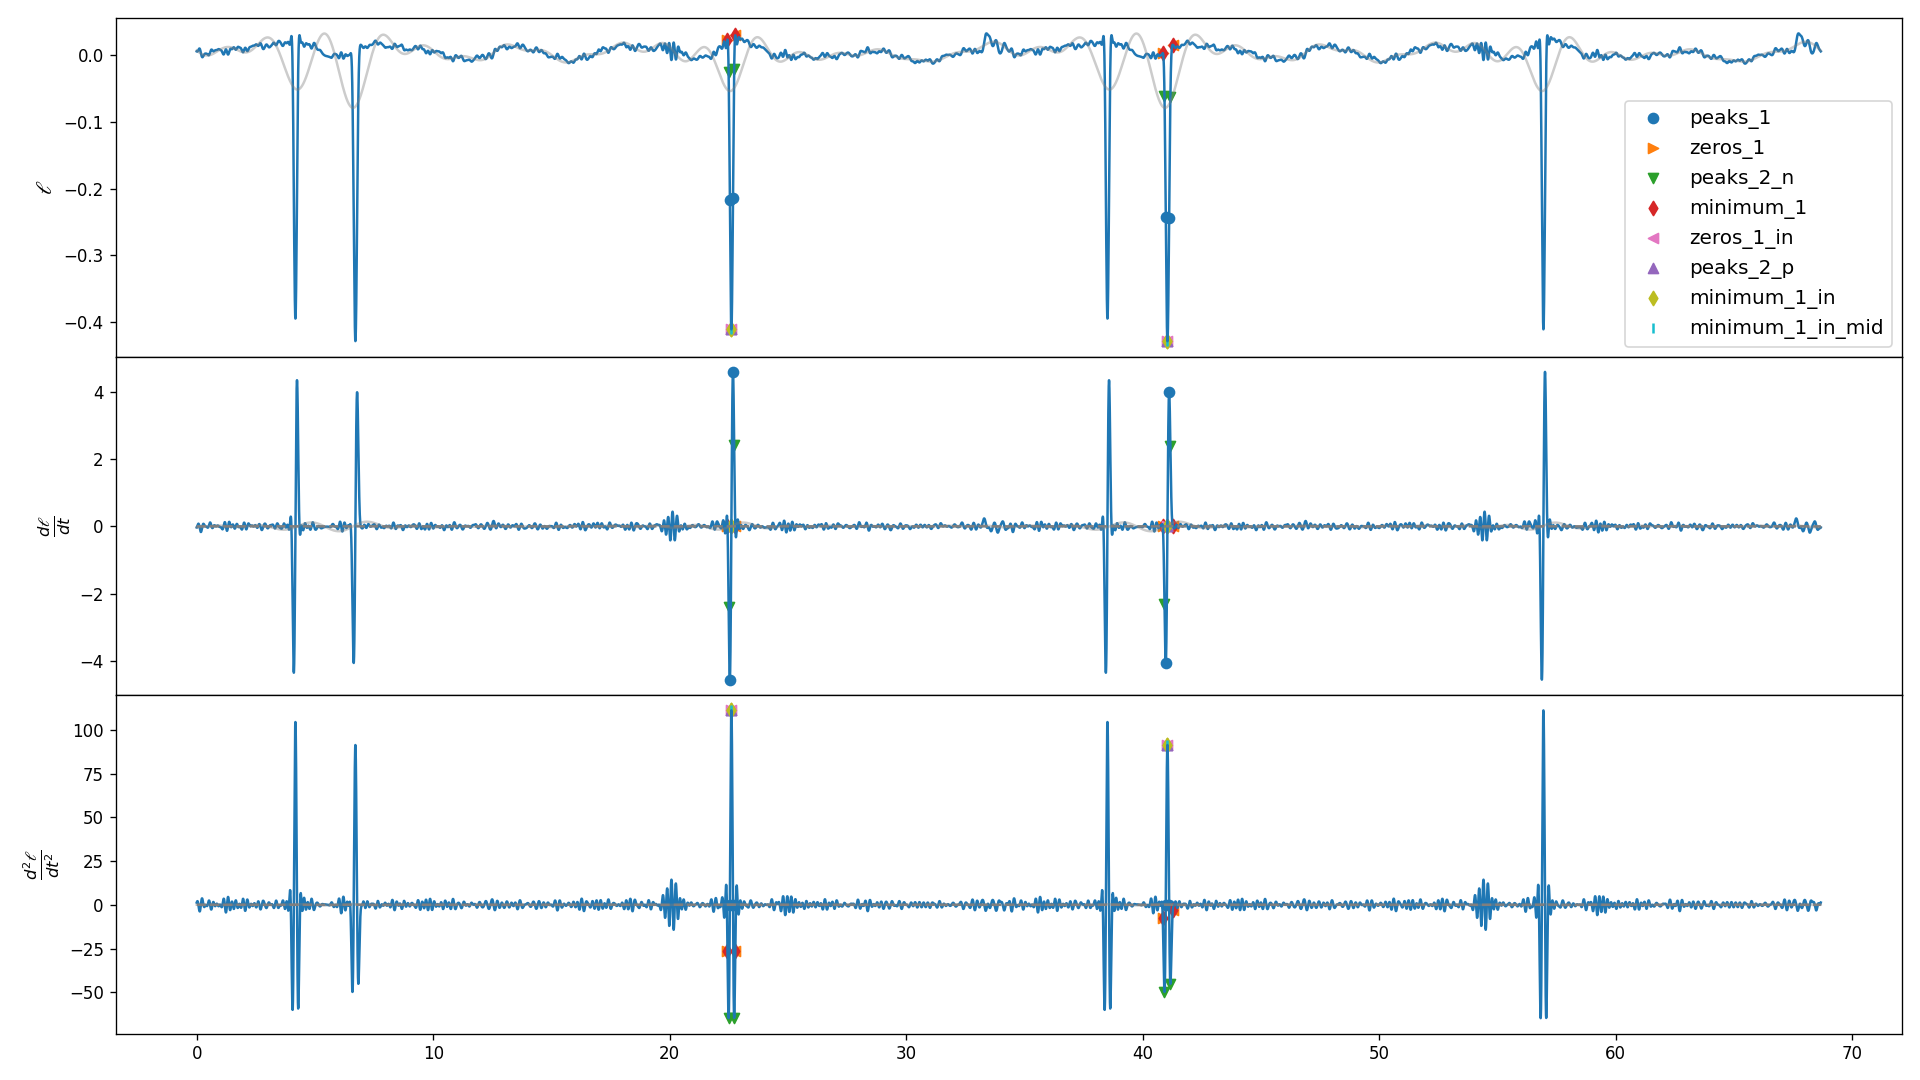 0.0
−0.1
−0.2
−0.3
−0.4
ℓ
peaks_1
zeros_1
peaks_2_n
minimum_1
zeros_1_in
peaks_2_p
minimum_1_in
minimum_1_in_mid
4
2
0
−2
−4
dℓ
dt
100
75
50
25
0
−25
−50
d²ℓ
dt²
0 10 20 30 40 50 60 70